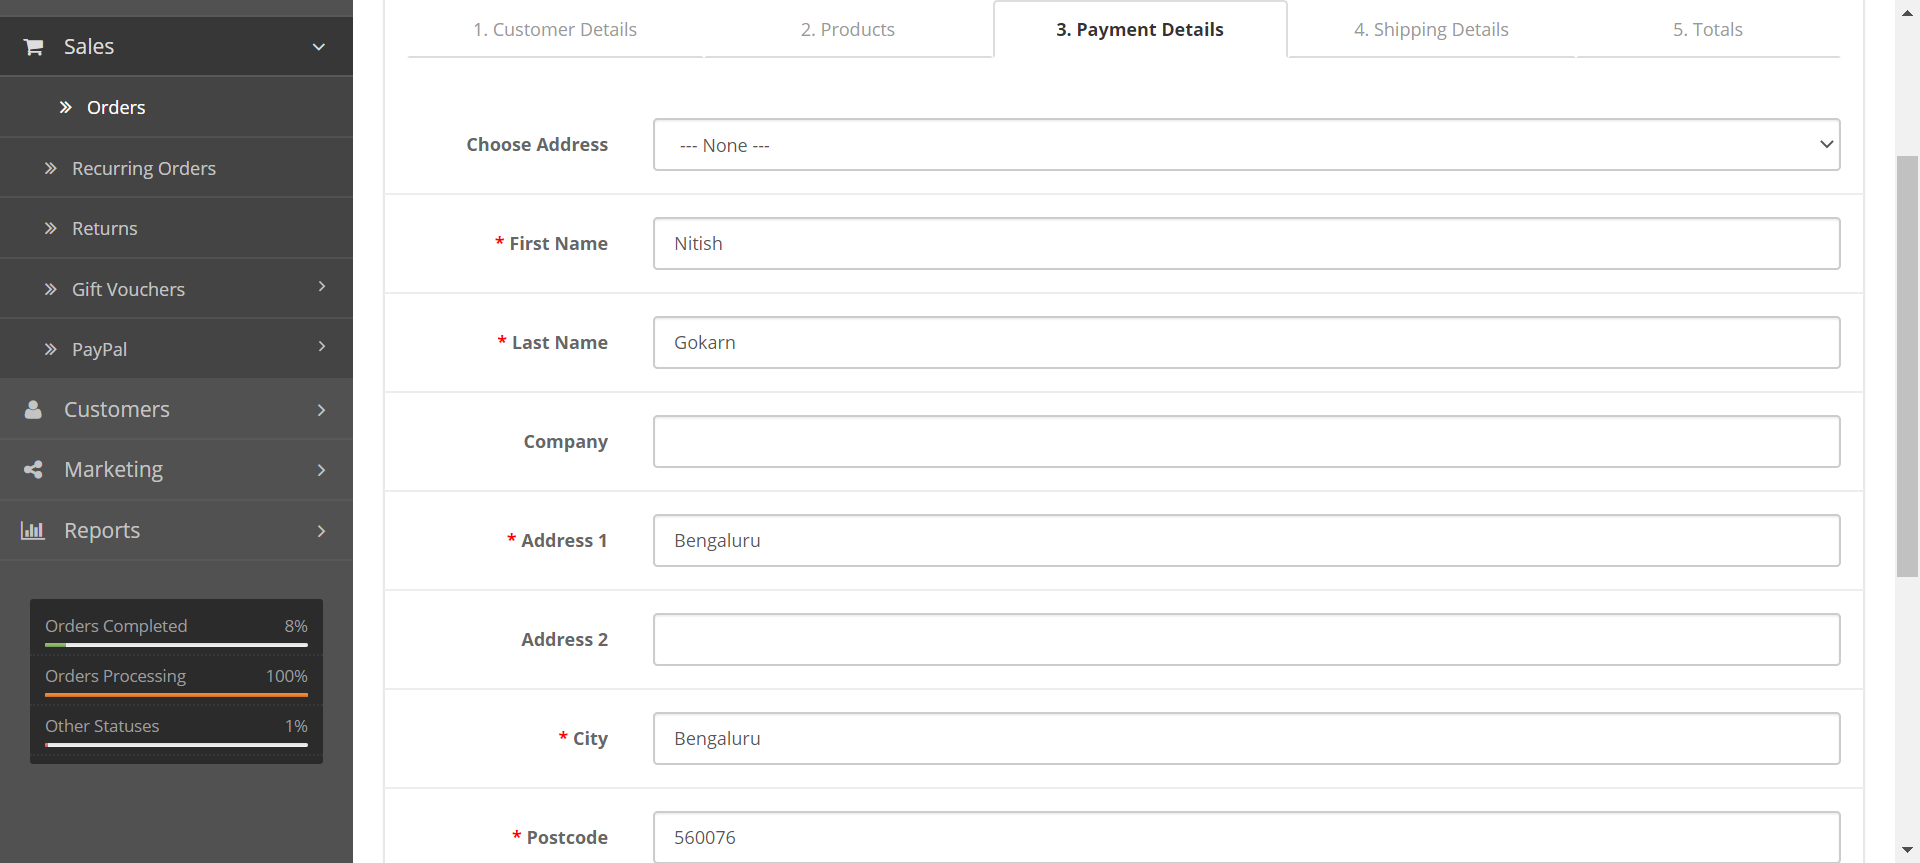 Sales
Orders
Recurring Orders
Returns
Gift Vouchers
PayPal
Customers
Marketing
Reports
Orders Completed 8%
Orders Processing 100%
Other Statuses 1%
1. Customer Details 2. Products 3. Payment Details 4. Shipping Details 5. Totals
Choose Address --- None ---
* First Name Nitish
* Last Name Gokarn
Company
* Address 1 Bengaluru
Address 2
* City Bengaluru
* Postcode 560076